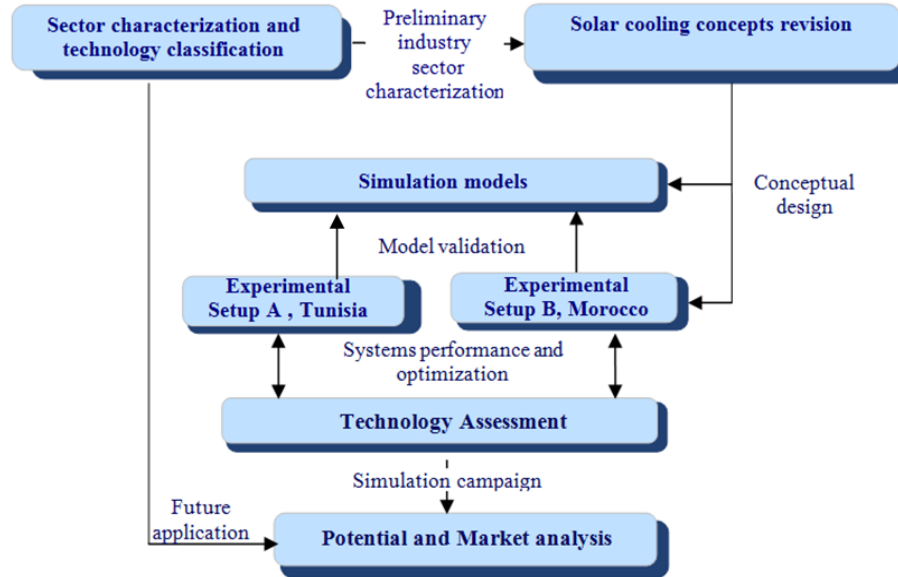 Sector characterization and
technology classification
Preliminary
industry
sector
characterization
Solar cooling concepts revision
Simulation models
Conceptual
design
Model validation
Experimental
Setup A , Tunisia
Experimental
Setup B, Morocco
Systems performance and
optimization
Technology Assessment
Simulation campaign
Future
application
Potential and Market analysis